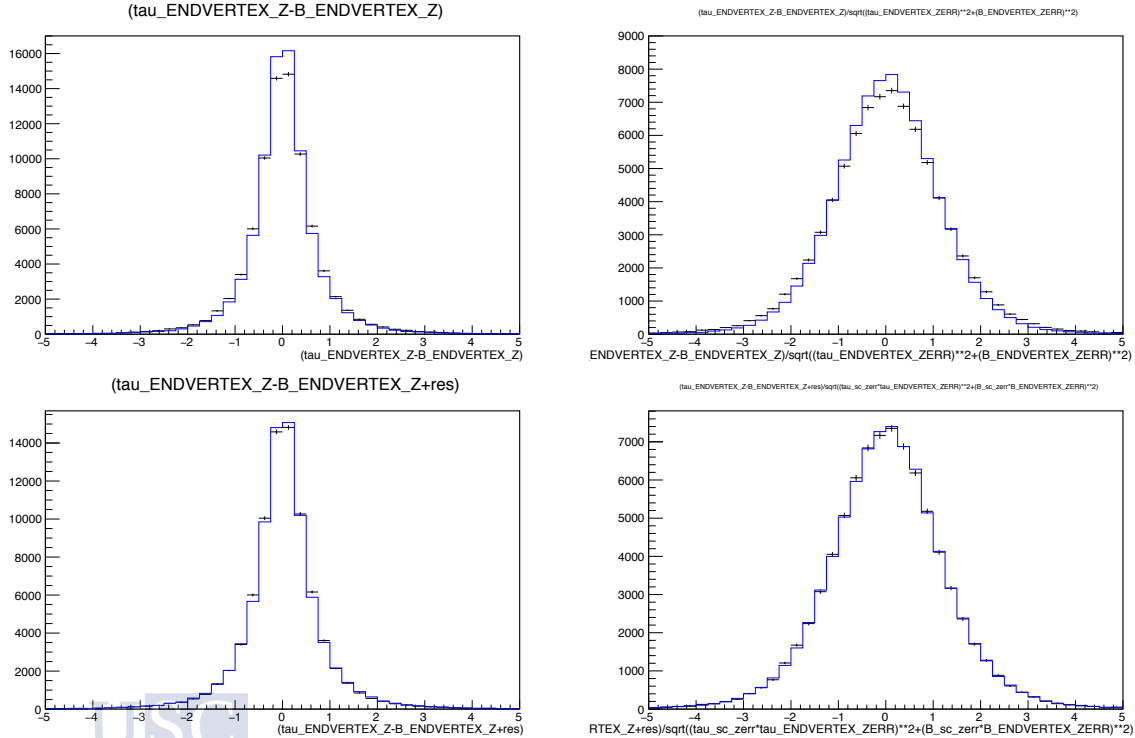 (tau_ENDVERTEX_Z-B_ENDVERTEX_Z)
16000
14000
12000
10000
8000
6000
4000
2000
0
−5 −4 −3 −2 −1 0 1 2 3 4 5
(tau_ENDVERTEX_Z-B_ENDVERTEX_Z)
(tau_ENDVERTEX_Z-B_ENDVERTEX_Z)/sqrt((tau_ENDVERTEX_ZERR)**2+(B_ENDVERTEX_ZERR)**2)
9000
8000
7000
6000
5000
4000
3000
2000
1000
0
−5 −4 −3 −2 −1 0 1 2 3 4 5
ENDVERTEX_Z-B_ENDVERTEX_Z)/sqrt((tau_ENDVERTEX_ZERR)**2+(B_ENDVERTEX_ZERR)**2)
(tau_ENDVERTEX_Z-B_ENDVERTEX_Z+res)
14000
12000
10000
8000
6000
4000
2000
0
−5 −4 −3 −2 −1 0 1 2 3 4 5
(tau_ENDVERTEX_Z-B_ENDVERTEX_Z+res)
USC
(tau_ENDVERTEX_Z-B_ENDVERTEX_Z+res)/sqrt((tau_sc_zerr*tau_ENDVERTEX_ZERR)**2+(B_sc_zerr*B_ENDVERTEX_ZERR)**2)
7000
6000
5000
4000
3000
2000
1000
0
−5 −4 −3 −2 −1 0 1 2 3 4 5
RTEX_Z+res)/sqrt((tau_sc_zerr*tau_ENDVERTEX_ZERR)**2+(B_sc_zerr*B_ENDVERTEX_ZERR)**2)